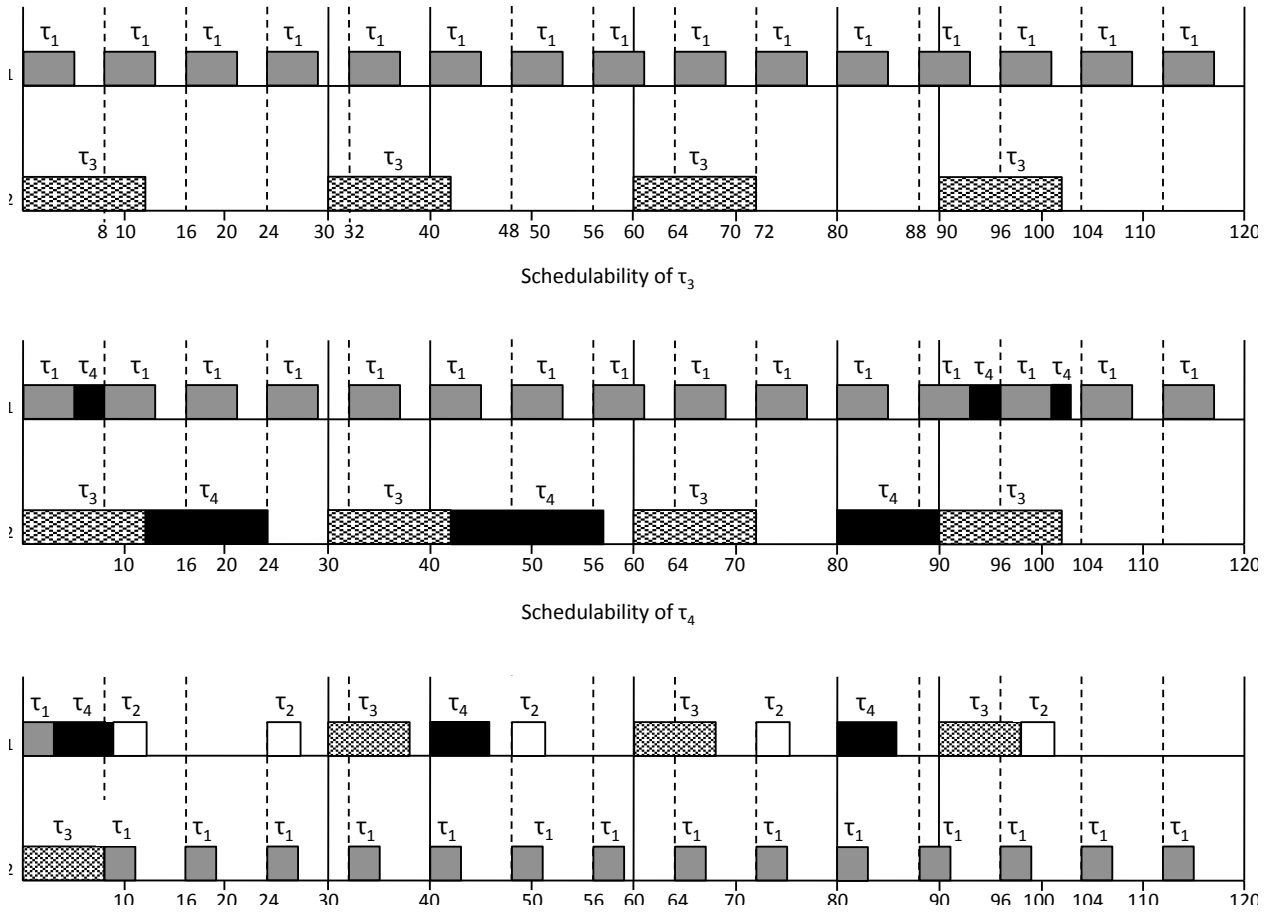 τ₁ τ₁ τ₁ τ₁ τ₁ τ₁ τ₁ τ₁ τ₁ τ₁ τ₁ τ₁ τ₁ τ₁ τ₁
1
τ₃ τ₃ τ₃ τ₃
2
8 10 16 20 24 30 32 40 48 50 56 60 64 70 72 80 88 90 96 100 104 110 120
Schedulability of τ₃
τ₁ τ₄ τ₁ τ₁ τ₁ τ₁ τ₁ τ₁ τ₁ τ₁ τ₁ τ₁ τ₁ τ₄ τ₁ τ₄ τ₁ τ₁
1
τ₃ τ₄ τ₃ τ₄ τ₃ τ₄ τ₃
2
10 16 20 24 30 40 50 56 60 64 70 80 90 96 100 104 110 120
Schedulability of τ₄
τ₁ τ₄ τ₂ τ₂ τ₃ τ₄ τ₂ τ₃ τ₂ τ₄ τ₃ τ₂
1
τ₃ τ₁ τ₁ τ₁ τ₁ τ₁ τ₁ τ₁ τ₁ τ₁ τ₁ τ₁ τ₁ τ₁ τ₁
2
10 16 20 24 30 40 50 56 60 64 70 80 90 96 100 104 110 120